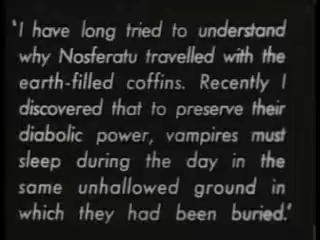 'I have long tried to understand
why Nosferatu travelled with the
earth-filled coffins. Recently I
discovered that to preserve their
diabolic power, vampires must
sleep during the day in the
same unhallowed ground in
which they had been buried.'